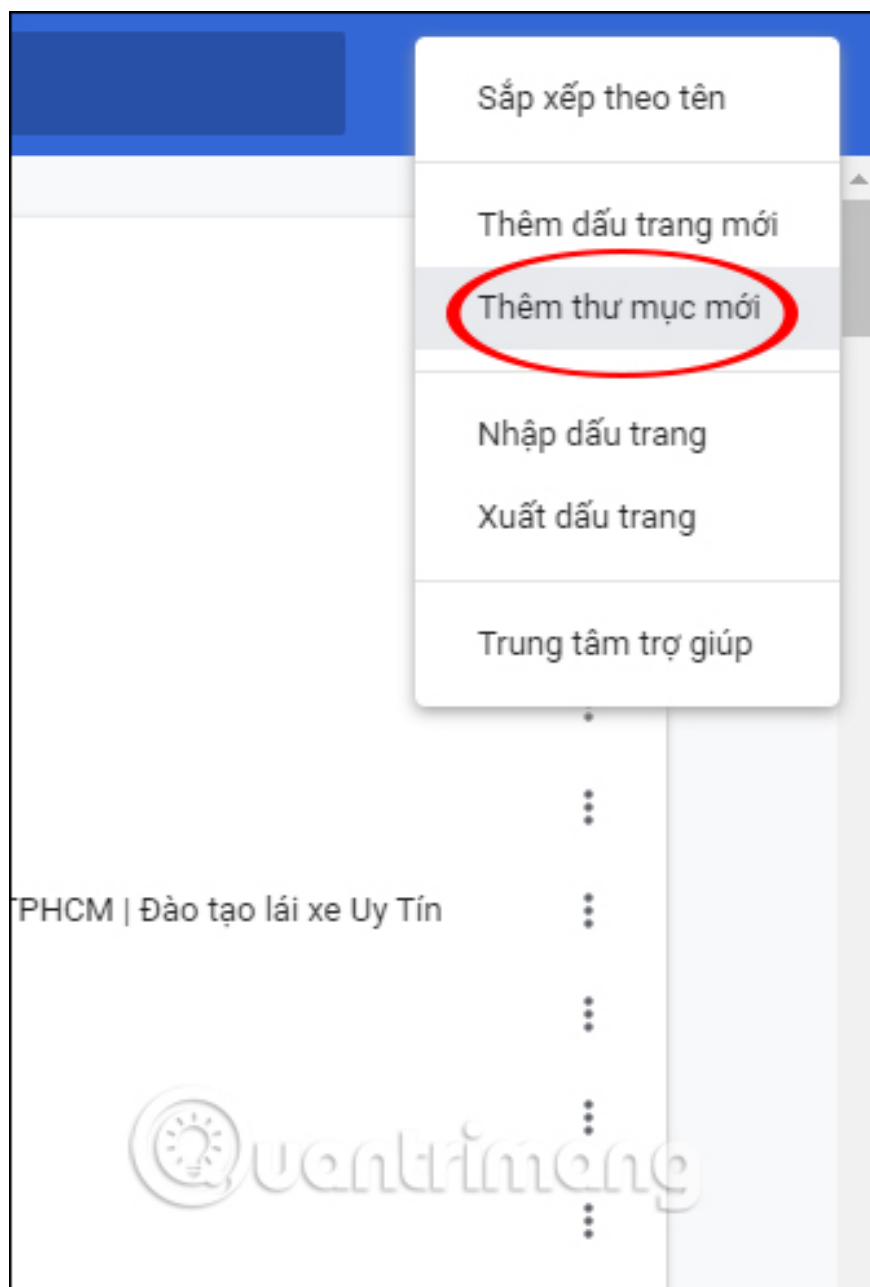 Sắp xếp theo tên
Thêm dấu trang mới
Thêm thư mục mới
Nhập dấu trang
Xuất dấu trang
Trung tâm trợ giúp
TPHCM | Đào tạo lái xe Uy Tín
Quantrimang